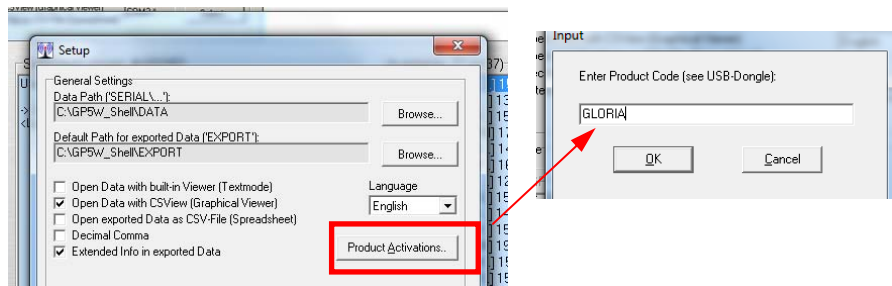 Setup
General Settings
Data Path ('SERIAL\...'):
C:\GP5W_Shell\DATA
Browse...
Default Path for exported Data ('EXPORT'):
C:\GP5W_Shell\EXPORT
Browse...
Open Data with built-in Viewer (Textmode)
Language
Open Data with CSView (Graphical Viewer)
English
Open exported Data as CSV-File (Spreadsheet)
Decimal Comma
Product Activations..
Extended Info in exported Data
Input
Enter Product Code (see USB-Dongle):
GLORIA
OK
Cancel